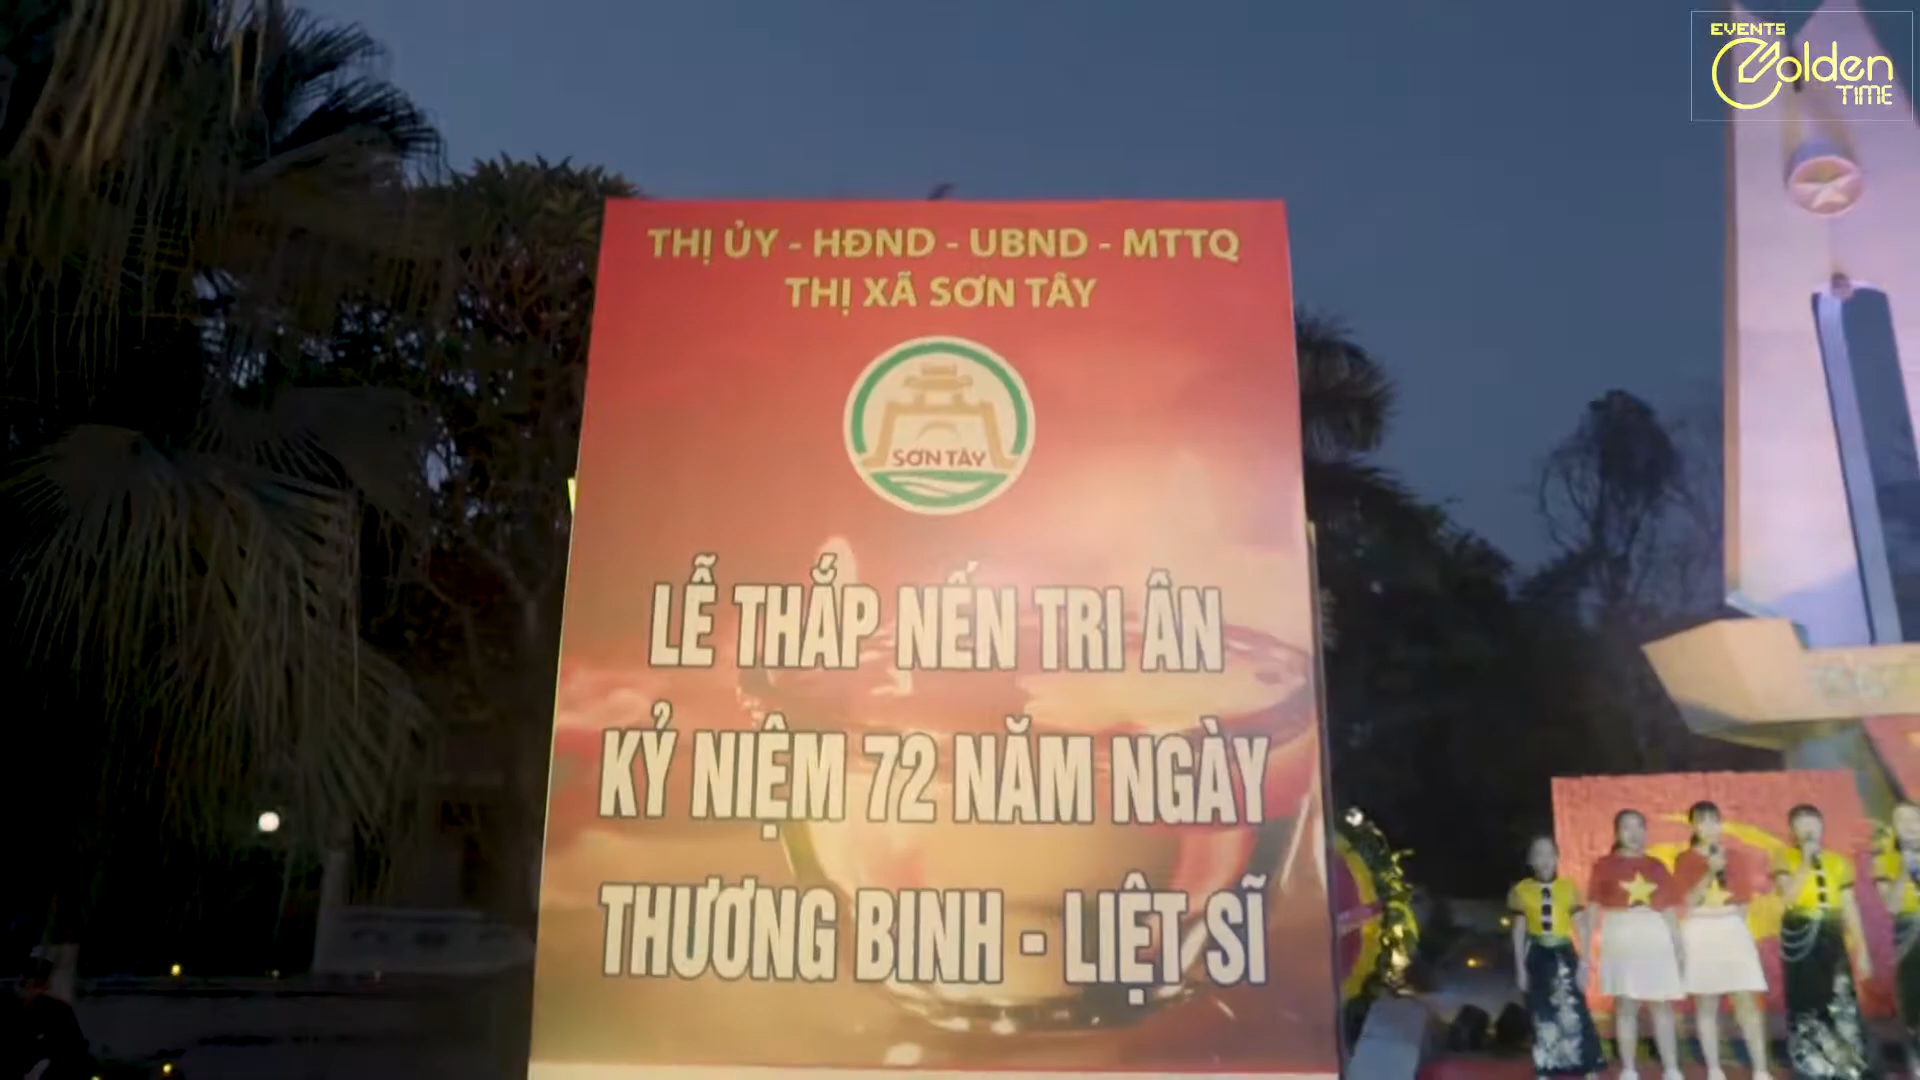 EVENTS
Golden
TIME
THỊ ỦY - HĐND - UBND - MTTQ
THỊ XÃ SƠN TÂY
SƠN TÂY
LỄ THẮP NẾN TRI ÂN
KỶ NIỆM 72 NĂM NGÀY
THƯƠNG BINH - LIỆT SĨ